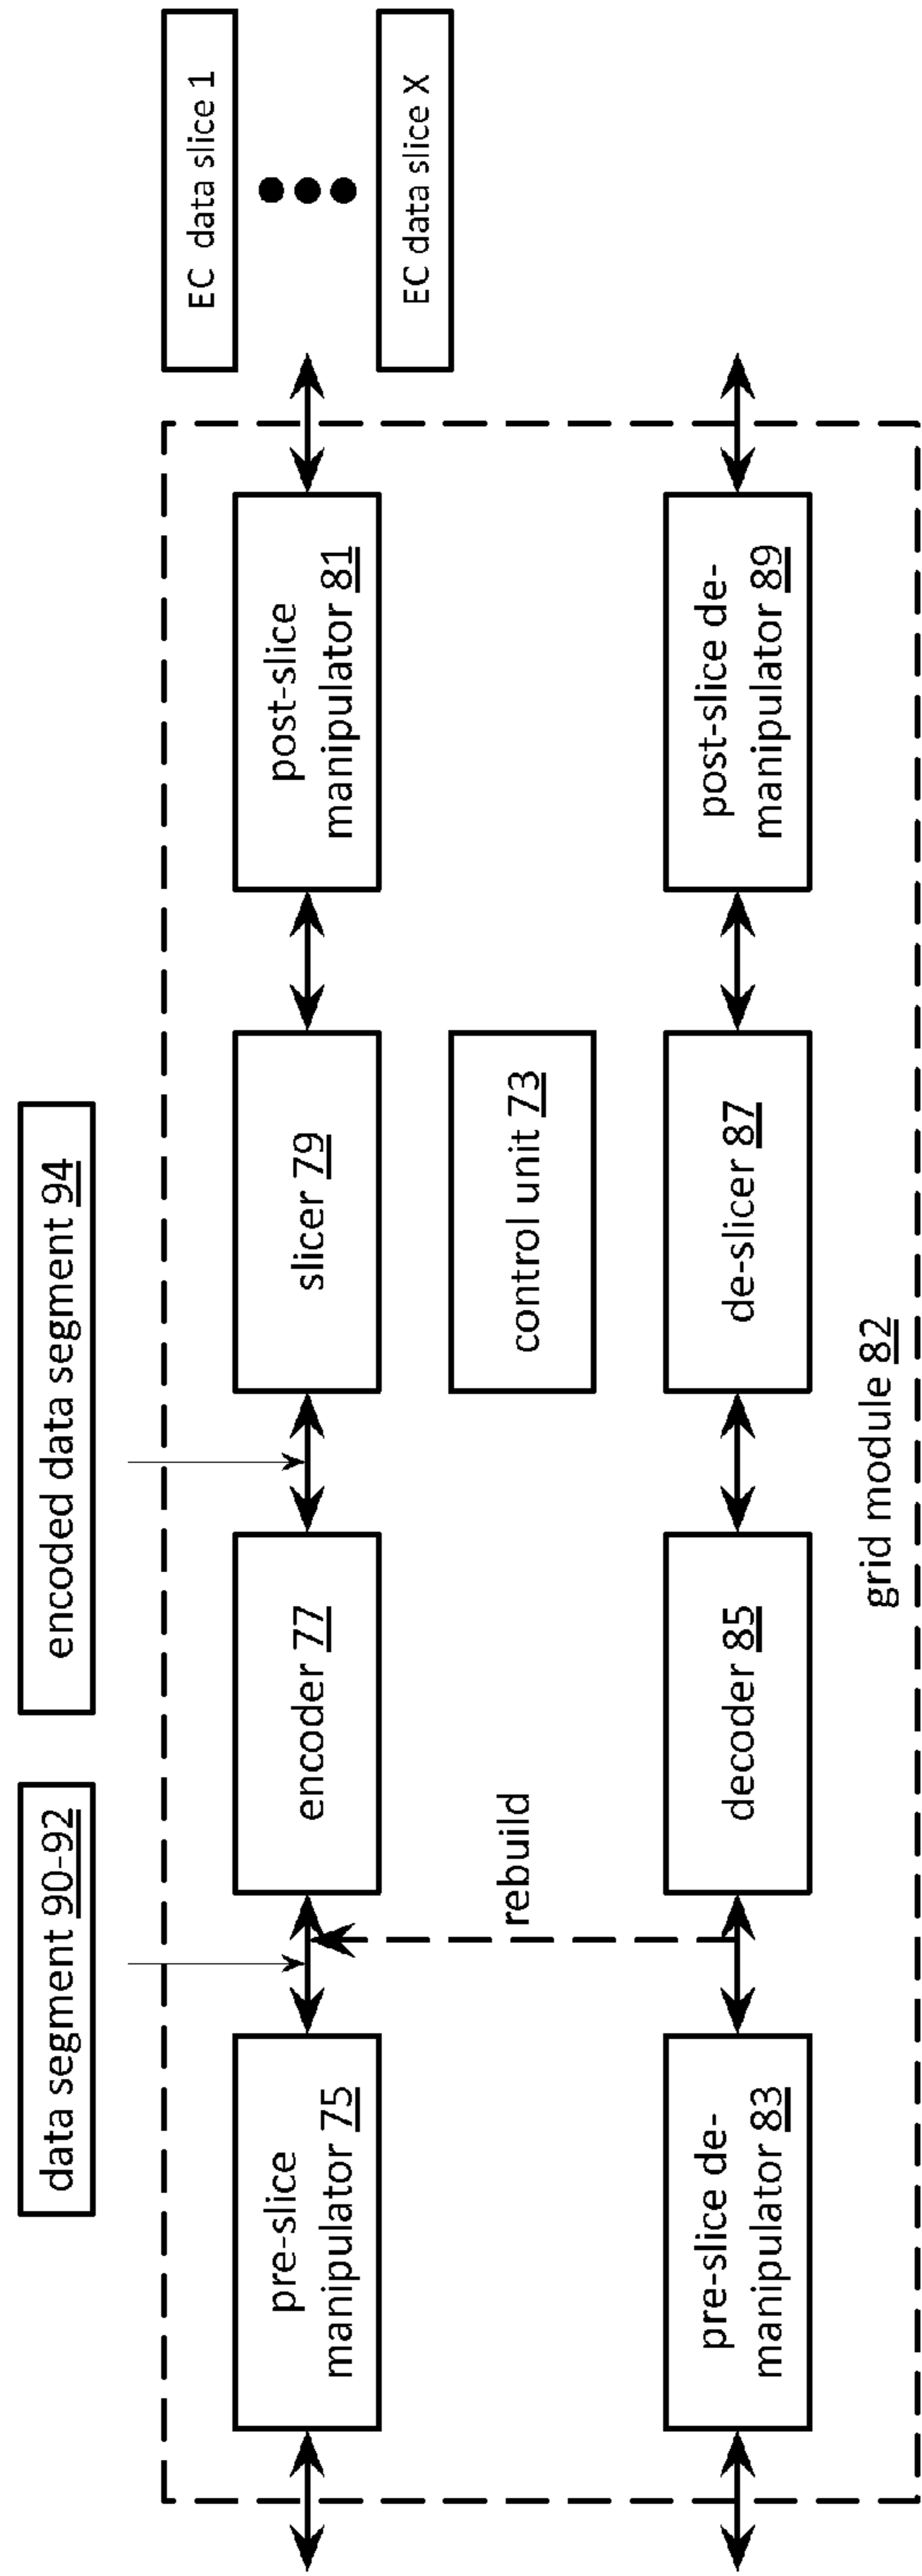 data segment 90-92
encoded data segment 94
EC data slice 1
EC data slice X
pre-slice
manipulator 75
encoder 77
slicer 79
post-slice
manipulator 81
rebuild
control unit 73
pre-slice de-
manipulator 83
decoder 85
de-slicer 87
post-slice de-
manipulator 89
grid module 82